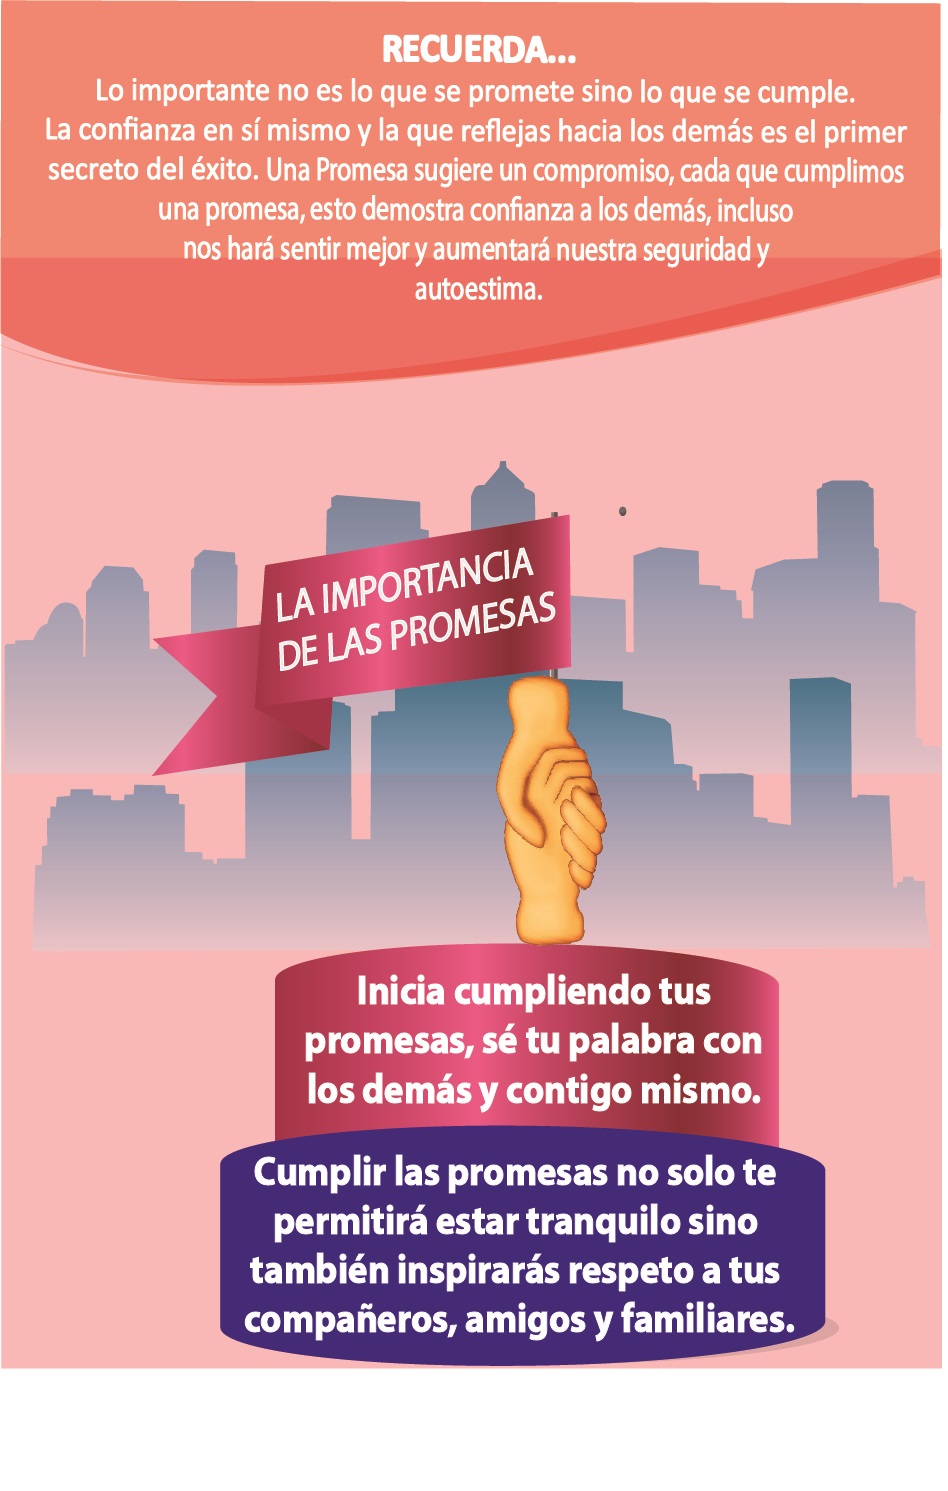 RECUERDA...
Lo importante no es lo que se promete sino lo que se cumple.
La confianza en sí mismo y la que reflejas hacia los demás es el primer
secreto del éxito. Una Promesa sugiere un compromiso, cada que cumplimos
una promesa, esto demostra confianza a los demás, incluso
nos hará sentir mejor y aumentará nuestra seguridad y
autoestima.
LA IMPORTANCIA
DE LAS PROMESAS
Inicia cumpliendo tus
promesas, sé tu palabra con
los demás y contigo mismo.
Cumplir las promesas no solo te
permitirá estar tranquilo sino
también inspirarás respeto a tus
compañeros, amigos y familiares.